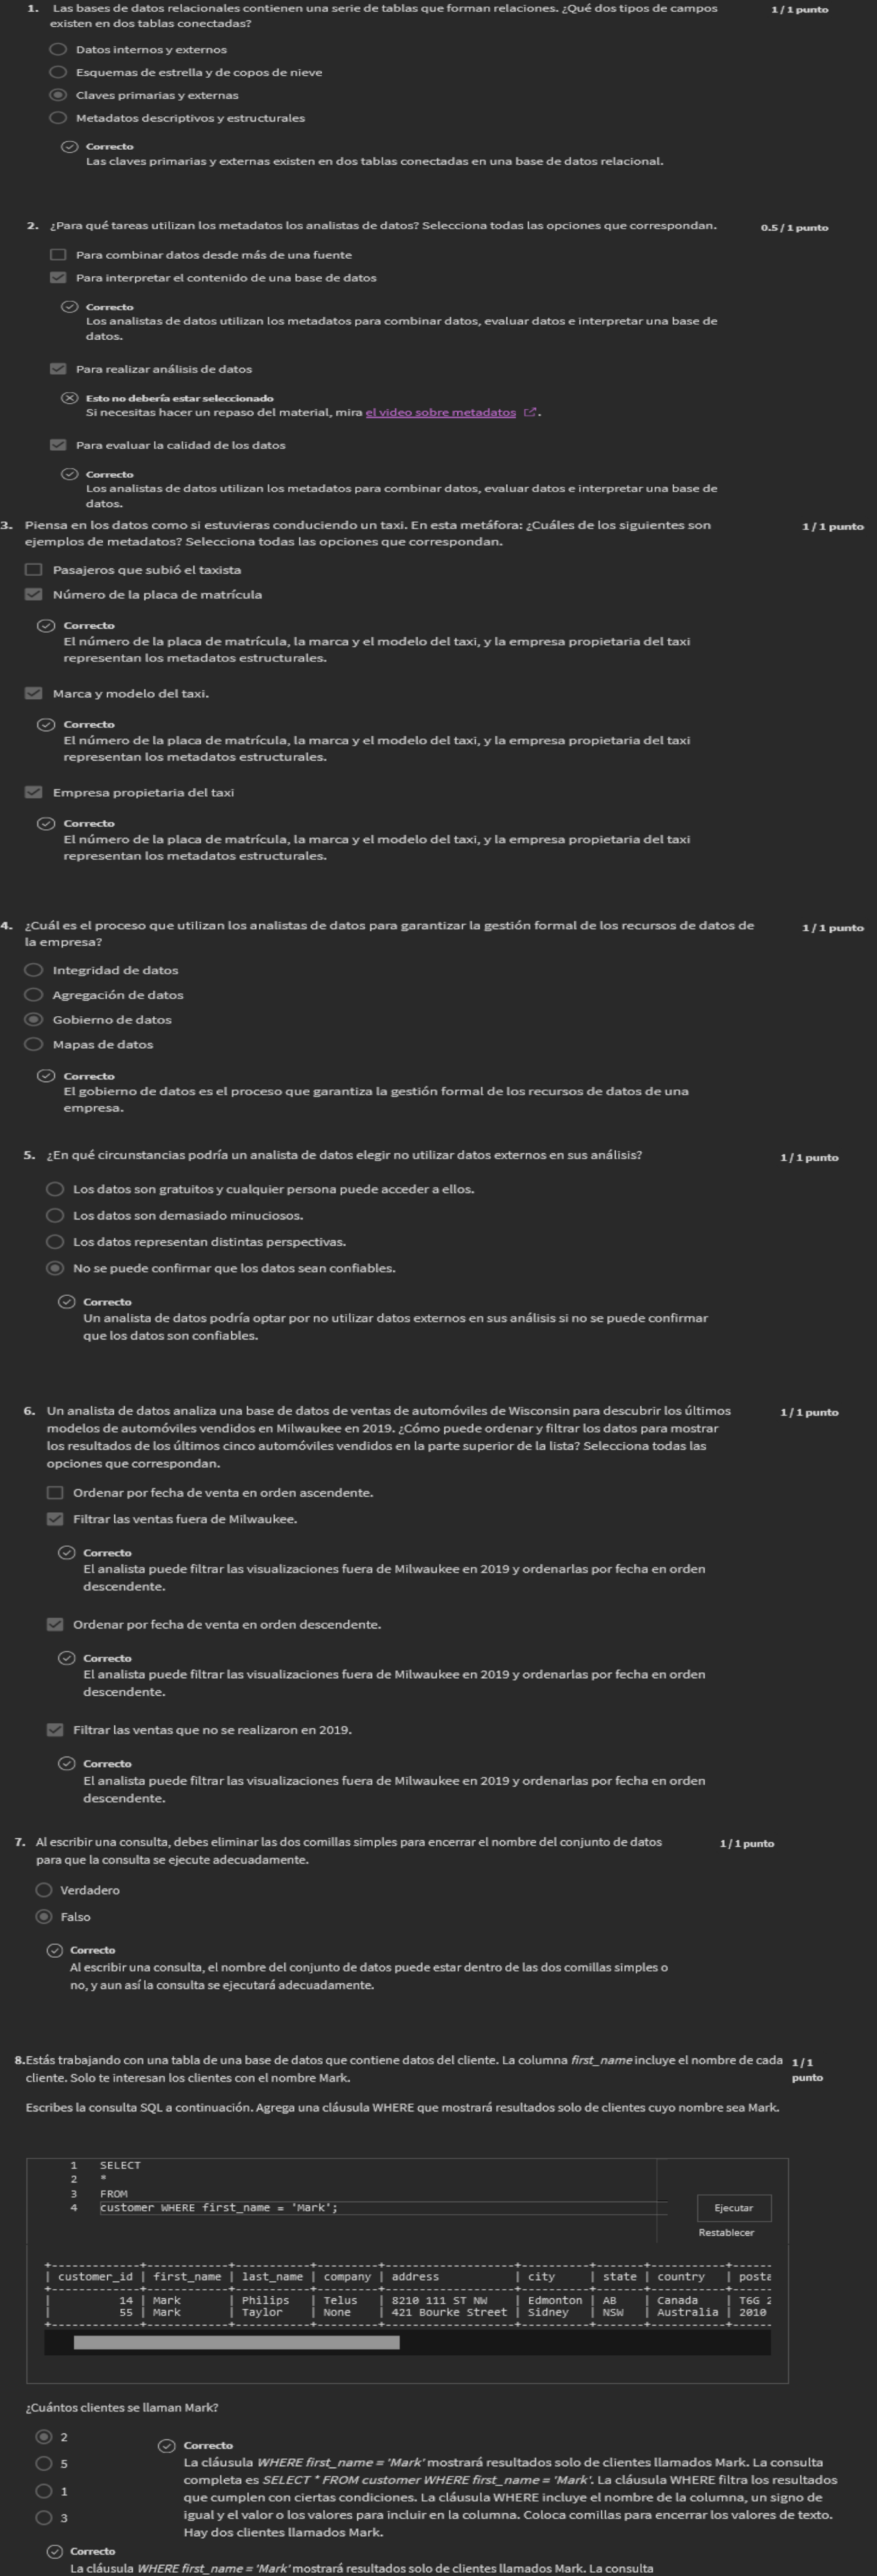 1. Las bases de datos relacionales contienen una serie de tablas que forman relaciones. ¿Qué dos tipos de campos
1 / 1 punto
existen en dos tablas conectadas?
Datos internos y externos
Esquemas de estrella y de copos de nieve
Claves primarias y externas
Metadatos descriptivos y estructurales
Correcto
Las claves primarias y externas existen en dos tablas conectadas en una base de datos relacional.
2. ¿Para qué tareas utilizan los metadatos los analistas de datos? Selecciona todas las opciones que correspondan.
0.5 / 1 punto
Para combinar datos desde más de una fuente
Para interpretar el contenido de una base de datos
Correcto
Los analistas de datos utilizan los metadatos para combinar datos, evaluar datos e interpretar una base de
datos.
Para realizar análisis de datos
Esto no debería estar seleccionado
Si necesitas hacer un repaso del material, mira el video sobre metadatos.
Para evaluar la calidad de los datos
Correcto
Los analistas de datos utilizan los metadatos para combinar datos, evaluar datos e interpretar una base de
datos.
3. Piensa en los datos como si estuvieras conduciendo un taxi. En esta metáfora: ¿Cuáles de los siguientes son
1 / 1 punto
ejemplos de metadatos? Selecciona todas las opciones que correspondan.
Pasajeros que subió el taxista
Número de la placa de matrícula
Correcto
El número de la placa de matrícula, la marca y el modelo del taxi, y la empresa propietaria del taxi
representan los metadatos estructurales.
Marca y modelo del taxi.
Correcto
El número de la placa de matrícula, la marca y el modelo del taxi, y la empresa propietaria del taxi
representan los metadatos estructurales.
Empresa propietaria del taxi
Correcto
El número de la placa de matrícula, la marca y el modelo del taxi, y la empresa propietaria del taxi
representan los metadatos estructurales.
4. ¿Cuál es el proceso que utilizan los analistas de datos para garantizar la gestión formal de los recursos de datos de
1 / 1 punto
la empresa?
Integridad de datos
Agregación de datos
Gobierno de datos
Mapas de datos
Correcto
El gobierno de datos es el proceso que garantiza la gestión formal de los recursos de datos de una
empresa.
5. ¿En qué circunstancias podría un analista de datos elegir no utilizar datos externos en sus análisis?
1 / 1 punto
Los datos son gratuitos y cualquier persona puede acceder a ellos.
Los datos son demasiado minuciosos.
Los datos representan distintas perspectivas.
No se puede confirmar que los datos sean confiables.
Correcto
Un analista de datos podría optar por no utilizar datos externos en sus análisis si no se puede confirmar
que los datos son confiables.
6. Un analista de datos analiza una base de datos de ventas de automóviles de Wisconsin para descubrir los últimos
1 / 1 punto
modelos de automóviles vendidos en Milwaukee en 2019. ¿Cómo puede ordenar y filtrar los datos para mostrar
los resultados de los últimos cinco automóviles vendidos en la parte superior de la lista? Selecciona todas las
opciones que correspondan.
Ordenar por fecha de venta en orden ascendente.
Filtrar las ventas fuera de Milwaukee.
Correcto
El analista puede filtrar las visualizaciones fuera de Milwaukee en 2019 y ordenarlas por fecha en orden
descendente.
Ordenar por fecha de venta en orden descendente.
Correcto
El analista puede filtrar las visualizaciones fuera de Milwaukee en 2019 y ordenarlas por fecha en orden
descendente.
Filtrar las ventas que no se realizaron en 2019.
Correcto
El analista puede filtrar las visualizaciones fuera de Milwaukee en 2019 y ordenarlas por fecha en orden
descendente.
7. Al escribir una consulta, debes eliminar las dos comillas simples para encerrar el nombre del conjunto de datos
1 / 1 punto
para que la consulta se ejecute adecuadamente.
Verdadero
Falso
Correcto
Al escribir una consulta, el nombre del conjunto de datos puede estar dentro de las dos comillas simples o
no, y aun así la consulta se ejecutará adecuadamente.
8.Estás trabajando con una tabla de una base de datos que contiene datos del cliente. La columna first_name incluye el nombre de cada
1 / 1
cliente. Solo te interesan los clientes con el nombre Mark.
punto
Escribes la consulta SQL a continuación. Agrega una cláusula WHERE que mostrará resultados solo de clientes cuyo nombre sea Mark.
1 SELECT
2 *
3 FROM
4 customer WHERE first_name = 'Mark';
Ejecutar
Restablecer
+-------------+------------+-----------+---------+--------------------+----------+-------+-----------+------
| customer_id | first_name | last_name | company | address | city | state | country | posta
+-------------+------------+-----------+---------+--------------------+----------+-------+-----------+------
| 14 | Mark | Philips | Telus | 8210 111 ST NW | Edmonton | AB | Canada | T6G 2
| 55 | Mark | Taylor | None | 421 Bourke Street | Sidney | NSW | Australia | 2010
+-------------+------------+-----------+---------+--------------------+----------+-------+-----------+------
¿Cuántos clientes se llaman Mark?
2
5
1
3
Correcto
La cláusula WHERE first_name = 'Mark' mostrará resultados solo de clientes llamados Mark. La consulta
completa es SELECT * FROM customer WHERE first_name = 'Mark'. La cláusula WHERE filtra los resultados
que cumplen con ciertas condiciones. La cláusula WHERE incluye el nombre de la columna, un signo de
igual y el valor o los valores para incluir en la columna. Coloca comillas para encerrar los valores de texto.
Hay dos clientes llamados Mark.
Correcto
La cláusula WHERE first_name = 'Mark' mostrará resultados solo de clientes llamados Mark. La consulta